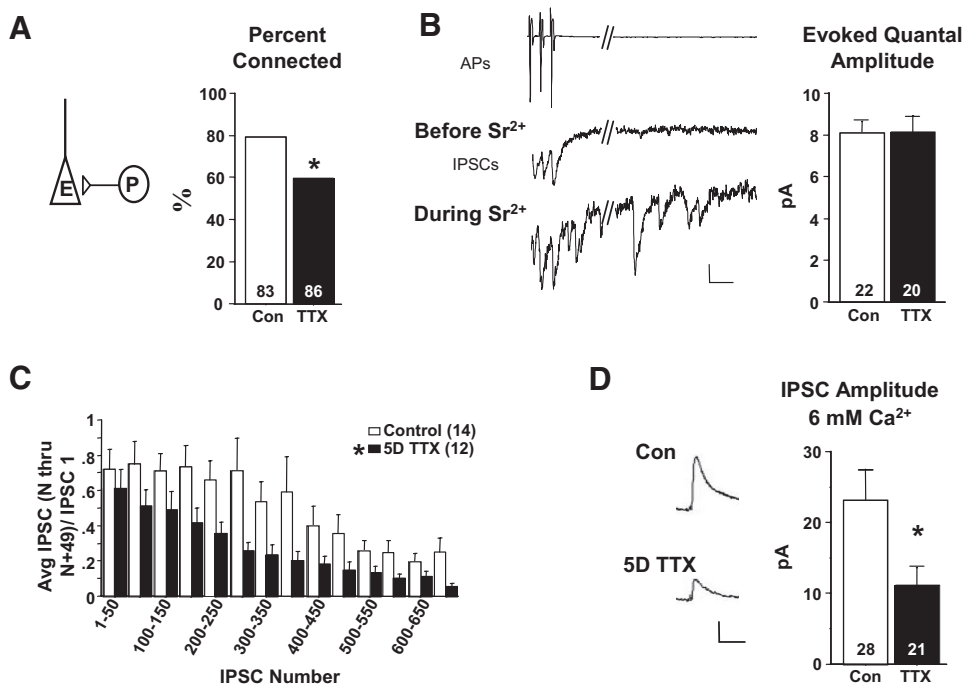 A
Percent
Connected
E
P
%
100
80
60
40
20
0
*
83
86
Con
TTX
B
APs
Before Sr2+
IPSCs
During Sr2+
Evoked Quantal
Amplitude
pA
10
8
6
4
2
0
22
20
Con
TTX
C
Avg IPSC (N thru
N+49)/ IPSC 1
1
.8
.6
.4
.2
0
Control (14)
* 5D TTX (12)
1-50
100-150
200-250
300-350
400-450
500-550
600-650
IPSC Number
D
Con
5D TTX
IPSC Amplitude
6 mM Ca2+
pA
30
20
10
0
*
28
21
Con
TTX